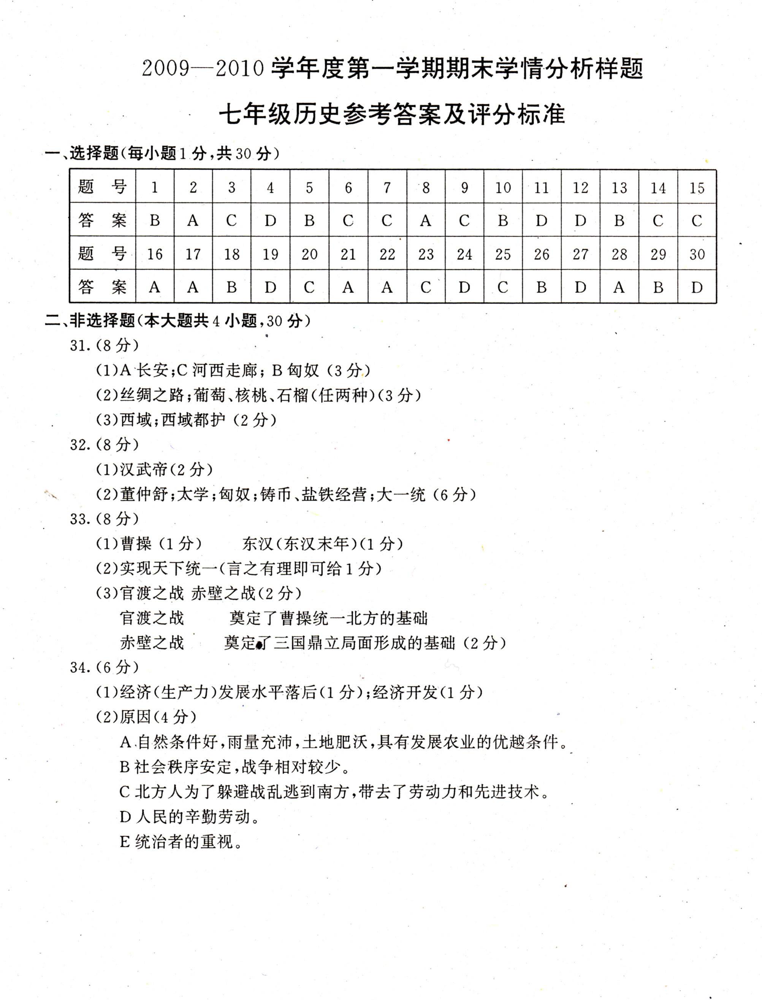 2009—2010 学年度第一学期期末学情分析样题
七年级历史参考答案及评分标准
一、选择题(每小题1分,共30分)
题 号 1 2 3 4 5 6 7 8 9 10 11 12 13 14 15
答 案 B A C D B C C A C B D D B C C
题 号 16 17 18 19 20 21 22 23 24 25 26 27 28 29 30
答 案 A A B D C A A C D C B D A B D
二、非选择题(本大题共4小题,30分)
31.(8分)
(1)A 长安;C 河西走廊; B 匈奴 (3分)
(2)丝绸之路;葡萄、核桃、石榴(任两种)(3分)
(3)西域;西域都护 (2分)
32.(8分)
(1)汉武帝(2分)
(2)董仲舒;太学;匈奴;铸币、盐铁经营;大一统 (6分)
33.(8分)
(1)曹操 (1分) 东汉(东汉末年)(1分)
(2)实现天下统一(言之有理即可给1分)
(3)官渡之战 赤壁之战(2分)
官渡之战 奠定了曹操统一北方的基础
赤壁之战 奠定了三国鼎立局面形成的基础 (2分)
34.(6分)
(1)经济(生产力)发展水平落后(1分);经济开发(1分)
(2)原因(4分)
A 自然条件好,雨量充沛,土地肥沃,具有发展农业的优越条件。
B 社会秩序安定,战争相对较少。
C 北方人为了躲避战乱逃到南方,带去了劳动力和先进技术。
D 人民的辛勤劳动。
E 统治者的重视。